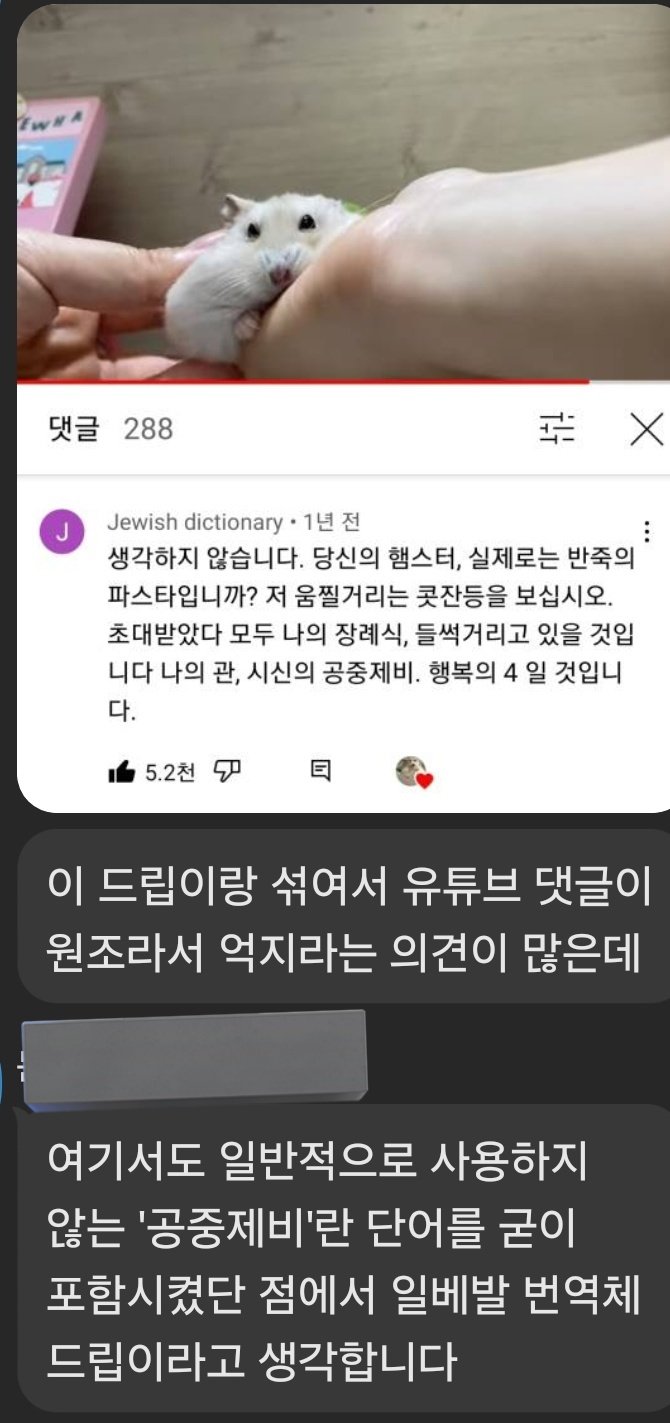 EWHA
댓글 288
J
Jewish dictionary • 1년 전
생각하지 않습니다. 당신의 햄스터, 실제로는 반죽의
파스타입니까? 저 움찔거리는 콧잔등을 보십시오.
초대받았다 모두 나의 장례식, 들썩거리고 있을 것입
니다 나의 관, 시신의 공중제비. 행복의 4 일 것입니
다.
5.2천
이 드립이랑 섞여서 유튜브 댓글이
원조라서 억지라는 의견이 많은데
여기서도 일반적으로 사용하지
않는 '공중제비'란 단어를 굳이
포함시켰단 점에서 일베발 번역체
드립이라고 생각합니다